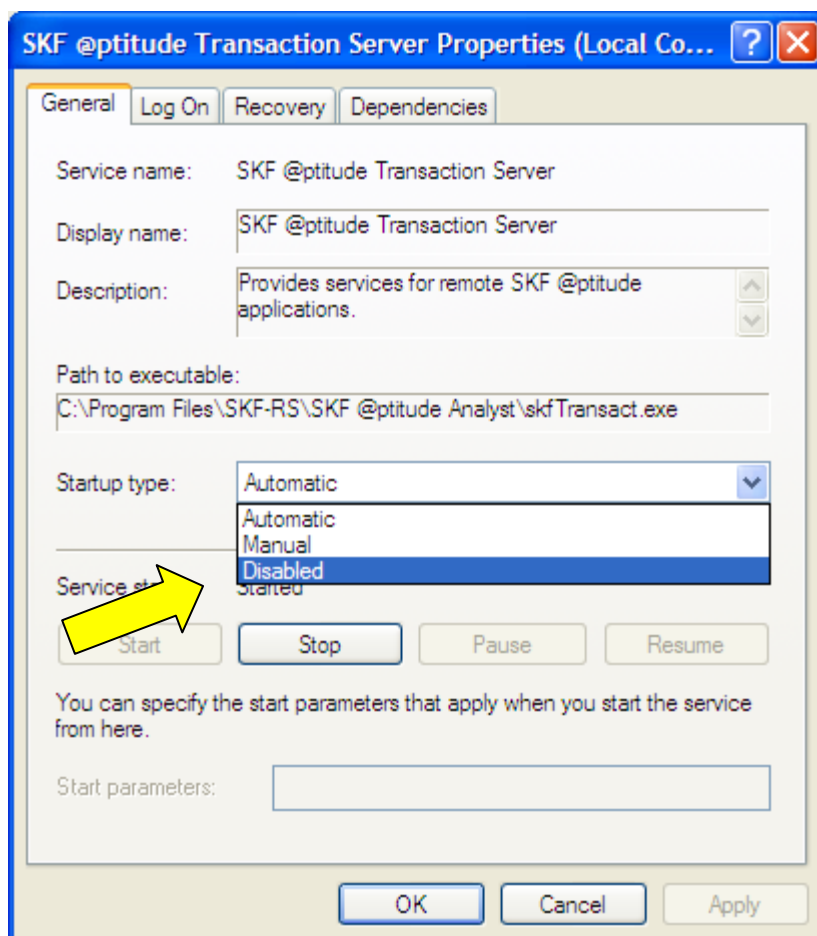 SKF @ptitude Transaction Server Properties (Local Co...
General Log On Recovery Dependencies
Service name: SKF @ptitude Transaction Server
Display name: SKF @ptitude Transaction Server
Description: Provides services for remote SKF @ptitude
applications.
Path to executable:
C:\Program Files\SKF-RS\SKF @ptitude Analyst\skfTransact.exe
Startup type: Automatic
Automatic
Manual
Disabled
Service Started
Start Stop Pause Resume
You can specify the start parameters that apply when you start the service
from here.
Start parameters:
OK Cancel Apply